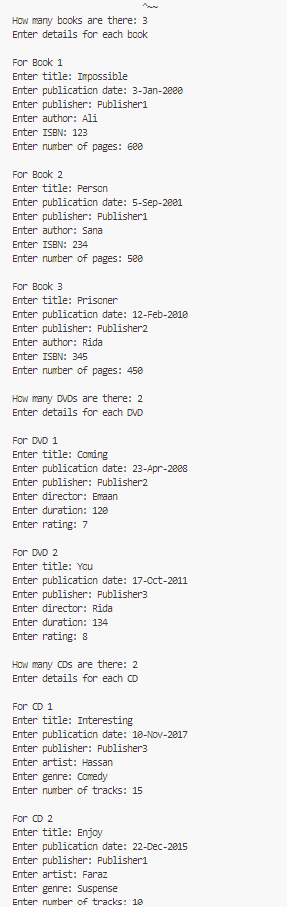 ^~~
How many books are there: 3
Enter details for each book
For Book 1
Enter title: Impossible
Enter publication date: 3-Jan-2000
Enter publisher: Publisher1
Enter author: Ali
Enter ISBN: 123
Enter number of pages: 600
For Book 2
Enter title: Person
Enter publication date: 5-Sep-2001
Enter publisher: Publisher1
Enter author: Sana
Enter ISBN: 234
Enter number of pages: 500
For Book 3
Enter title: Prisoner
Enter publication date: 12-Feb-2010
Enter publisher: Publisher2
Enter author: Rida
Enter ISBN: 345
Enter number of pages: 450
How many DVDs are there: 2
Enter details for each DVD
For DVD 1
Enter title: Coming
Enter publication date: 23-Apr-2008
Enter publisher: Publisher2
Enter director: Emaan
Enter duration: 120
Enter rating: 7
For DVD 2
Enter title: You
Enter publication date: 17-Oct-2011
Enter publisher: Publisher3
Enter director: Rida
Enter duration: 134
Enter rating: 8
How many CDs are there: 2
Enter details for each CD
For CD 1
Enter title: Interesting
Enter publication date: 10-Nov-2017
Enter publisher: Publisher3
Enter artist: Hassan
Enter genre: Comedy
Enter number of tracks: 15
For CD 2
Enter title: Enjoy
Enter publication date: 22-Dec-2015
Enter publisher: Publisher1
Enter artist: Faraz
Enter genre: Suspense
Enter number of tracks: 10